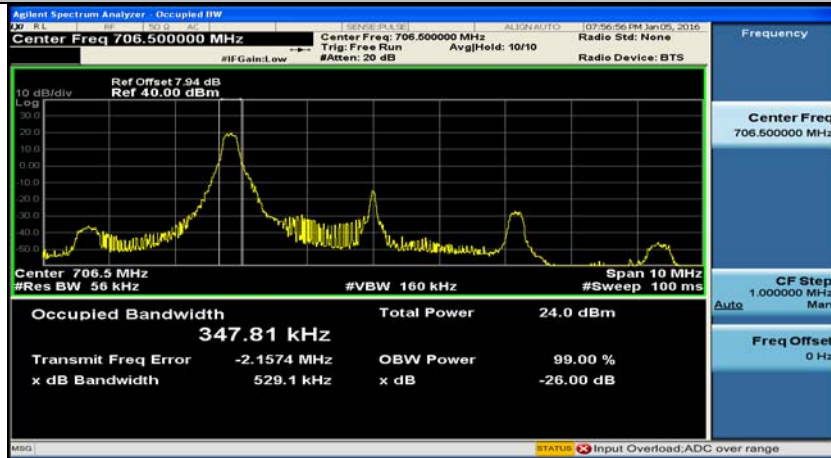 Agilent Spectrum Analyzer - Occupied BW
LXI RL RF 50 Ω AC SENSE:PULSE ALIGN AUTO 07:56:56 PM Jan 05, 2016
Center Freq 706.500000 MHz Center Freq: 706.500000 MHz Radio Std: None
Trig: Free Run Avg|Hold: 10/10
#IFGain:Low #Atten: 20 dB Radio Device: BTS
Ref Offset 7.94 dB
10 dB/div Ref 40.00 dBm
Log
30.0
20.0
10.0
0.00
-10.0
-20.0
-30.0
-40.0
-50.0
Center 706.5 MHz Span 10 MHz
#Res BW 56 kHz #VBW 160 kHz #Sweep 100 ms
Occupied Bandwidth Total Power 24.0 dBm
347.81 kHz
Transmit Freq Error -2.1574 MHz OBW Power 99.00 %
x dB Bandwidth 529.1 kHz x dB -26.00 dB
MSG STATUS Input Overload;ADC over range
Frequency
Center Freq
706.500000 MHz
CF Step
1.000000 MHz
Auto Man
Freq Offset
0 Hz